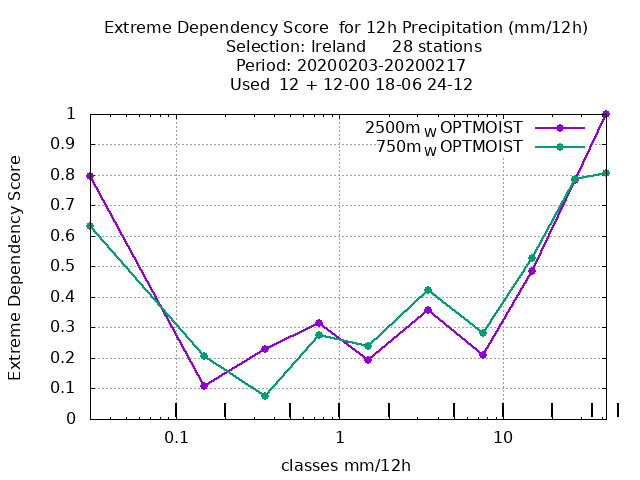 Extreme Dependency Score  for 12h Precipitation (mm/12h)
Selection: Ireland     28 stations
Period: 20200203-20200217
Used  12 + 12-00 18-06 24-12
2500m W OPTMOIST
750m W OPTMOIST
1
0.9
0.8
0.7
0.6
0.5
0.4
0.3
0.2
0.1
0
Extreme Dependency Score
0.1 1 10
classes mm/12h